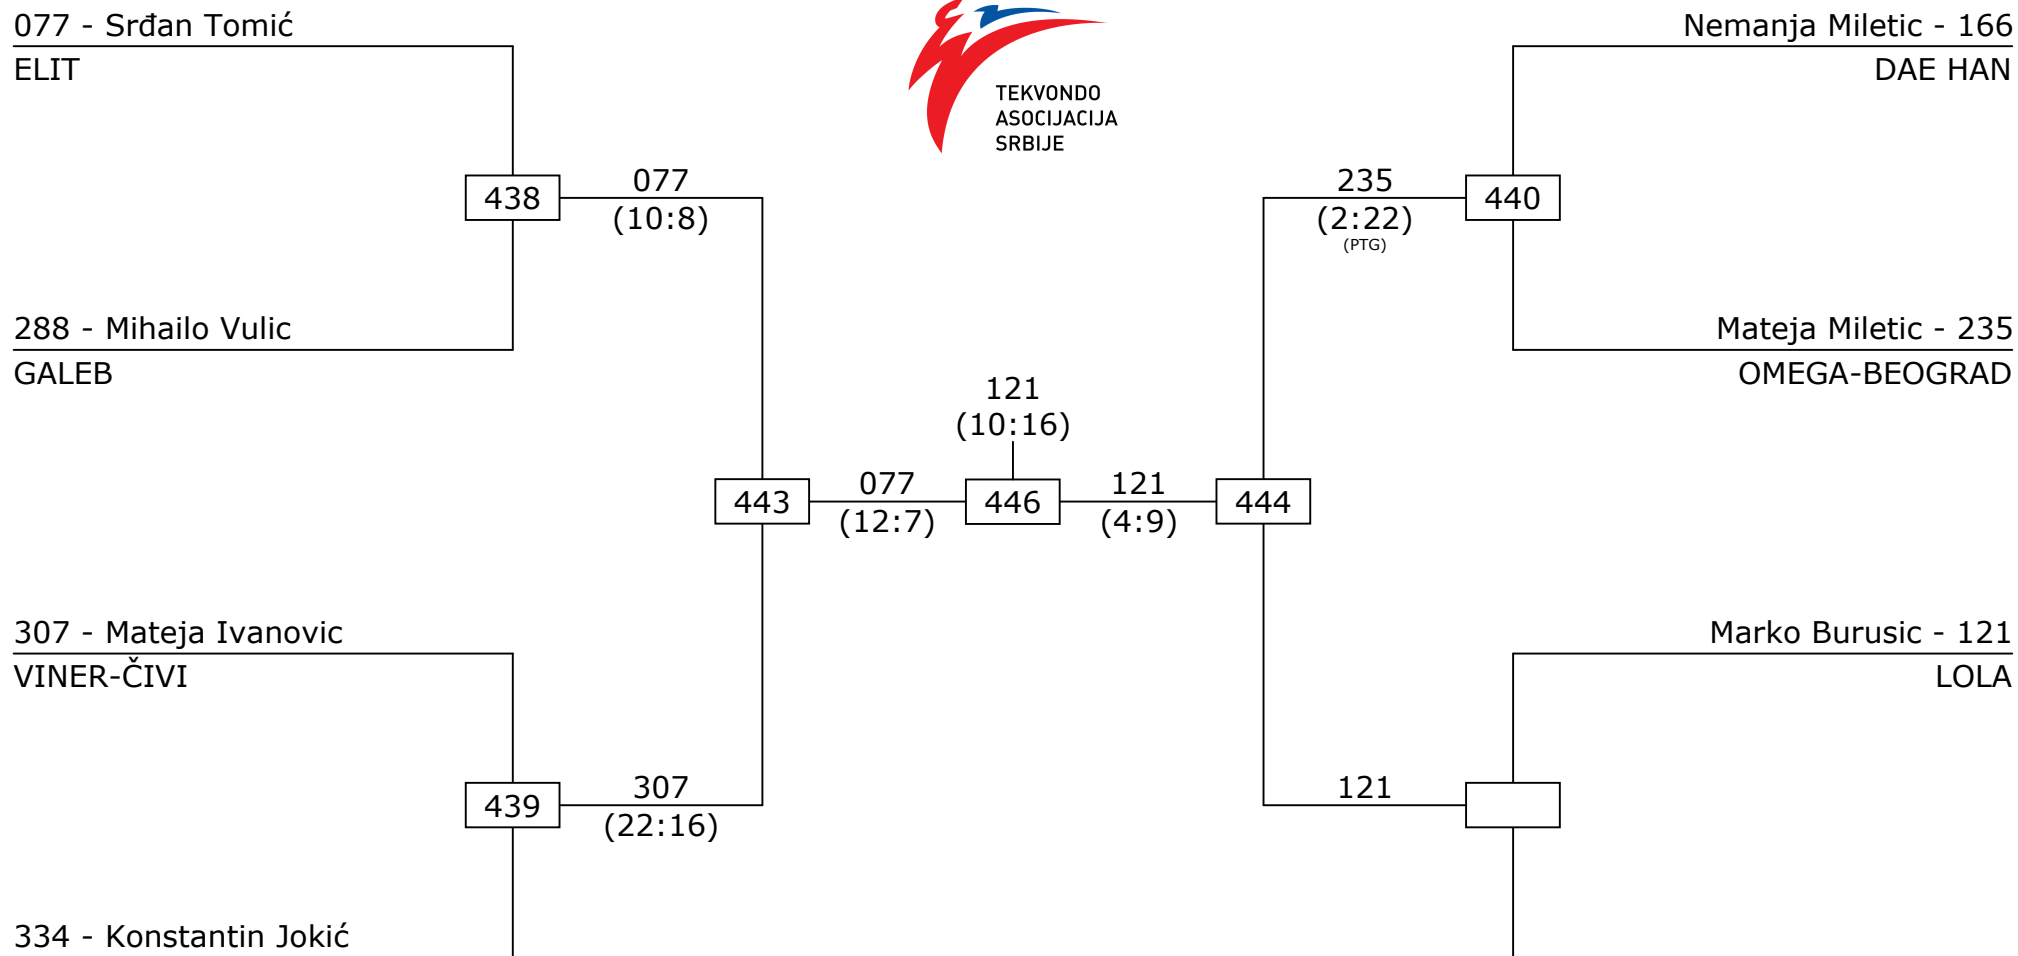 077 - Srđan Tomić
ELIT
TEKVONDO
ASOCIJACIJA
SRBIJE
Nemanja Miletic - 166
DAE HAN
438
077
(10:8)
235
(2:22)
(PTG)
440
288 - Mihailo Vulic
GALEB
Mateja Miletic - 235
OMEGA-BEOGRAD
121
(10:16)
443
077
(12:7)
446
121
(4:9)
444
307 - Mateja Ivanovic
VINER-ČIVI
Marko Burusic - 121
LOLA
439
307
(22:16)
121
334 - Konstantin Jokić